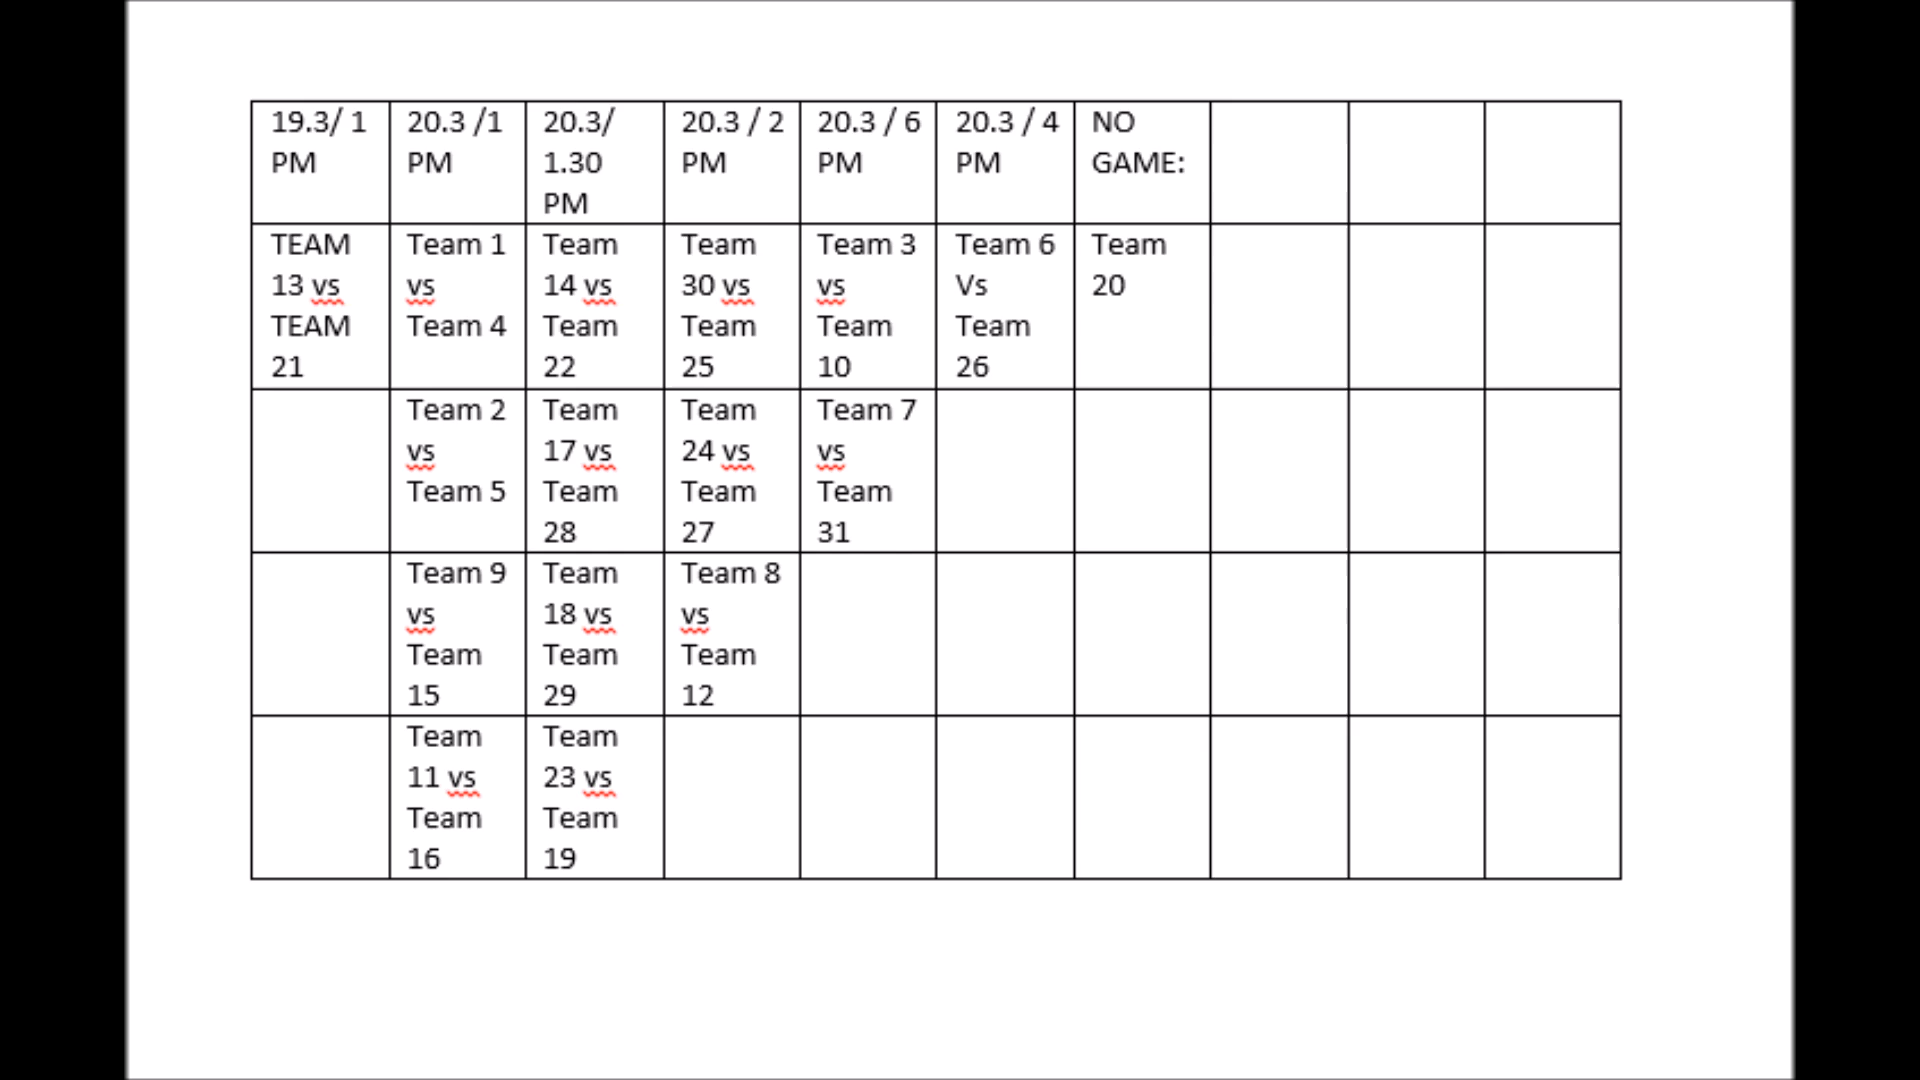 19.3/ 1
PM
20.3 /1
PM
20.3/
1.30
PM
20.3 / 2
PM
20.3 / 6
PM
20.3 / 4
PM
NO
GAME:
TEAM
13 vs
TEAM
21
Team 1
vs
Team 4
Team
14 vs
Team
22
Team
30 vs
Team
25
Team 3
vs
Team
10
Team 6
Vs
Team
26
Team
20
Team 2
vs
Team 5
Team
17 vs
Team
28
Team
24 vs
Team
27
Team 7
vs
Team
31
Team 9
vs
Team
15
Team
18 vs
Team
29
Team 8
vs
Team
12
Team
11 vs
Team
16
Team
23 vs
Team
19